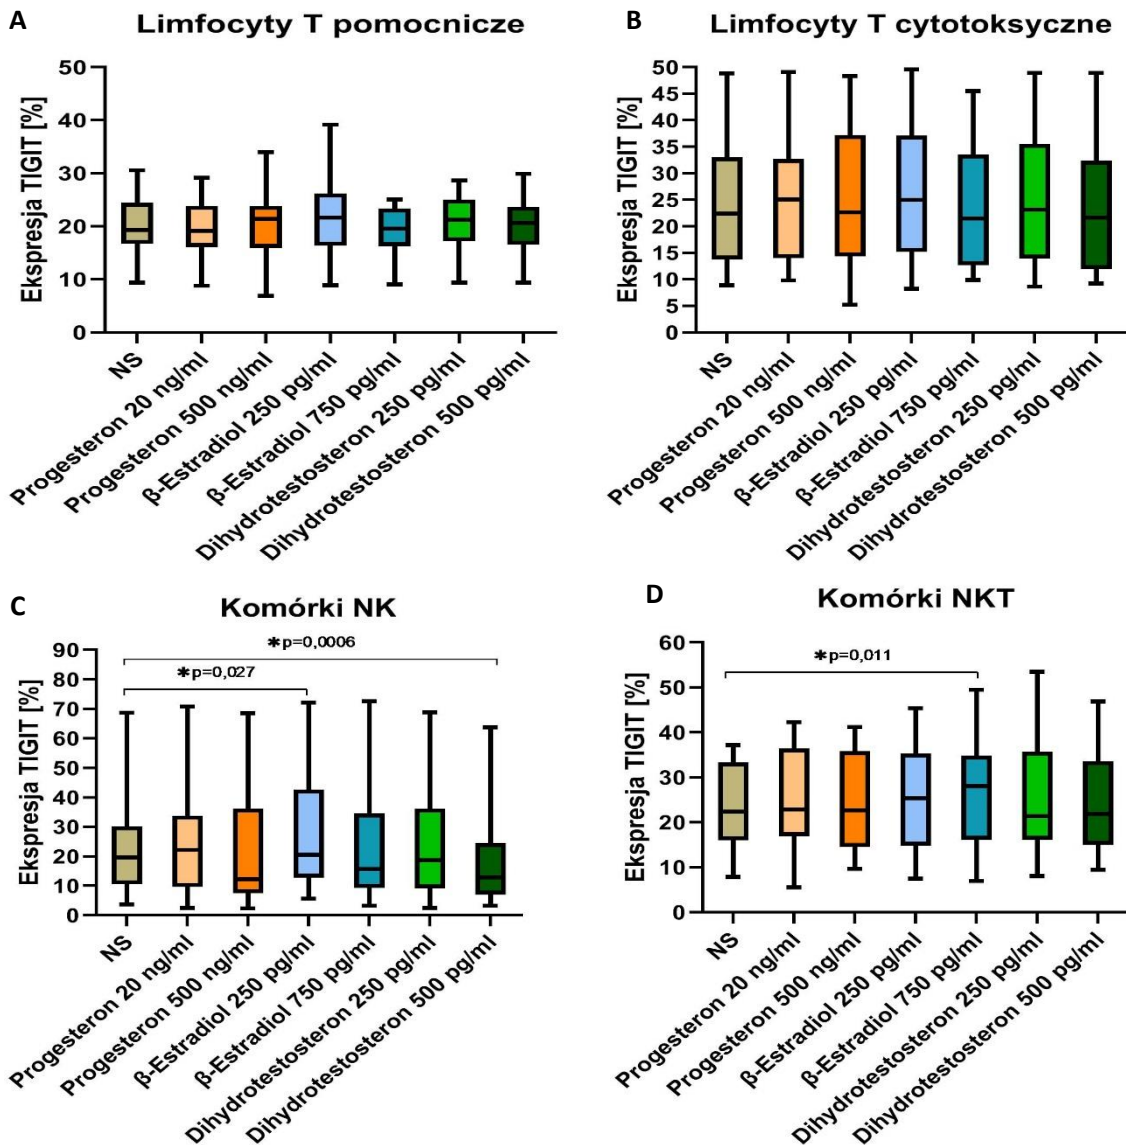 A
Limfocyty T pomocnicze
Ekspresja TIGIT [%]
50
40
30
20
10
0
NS
Progesteron 20 ng/ml
Progesteron 500 ng/ml
β-Estradiol 250 pg/ml
β-Estradiol 750 pg/ml
Dihydrotestosteron 250 pg/ml
Dihydrotestosteron 500 pg/ml
B
Limfocyty T cytotoksyczne
Ekspresja TIGIT [%]
50
45
40
35
30
25
20
15
10
5
0
NS
Progesteron 20 ng/ml
Progesteron 500 ng/ml
β-Estradiol 250 pg/ml
β-Estradiol 750 pg/ml
Dihydrotestosteron 250 pg/ml
Dihydrotestosteron 500 pg/ml
C
Komórki NK
Ekspresja TIGIT [%]
90
80
70
60
50
40
30
20
10
0
*p=0,0006
*p=0,027
NS
Progesteron 20 ng/ml
Progesteron 500 ng/ml
β-Estradiol 250 pg/ml
β-Estradiol 750 pg/ml
Dihydrotestosteron 250 pg/ml
Dihydrotestosteron 500 pg/ml
D
Komórki NKT
Ekspresja TIGIT [%]
60
50
40
30
20
10
0
*p=0,011
NS
Progesteron 20 ng/ml
Progesteron 500 ng/ml
β-Estradiol 250 pg/ml
β-Estradiol 750 pg/ml
Dihydrotestosteron 250 pg/ml
Dihydrotestosteron 500 pg/ml